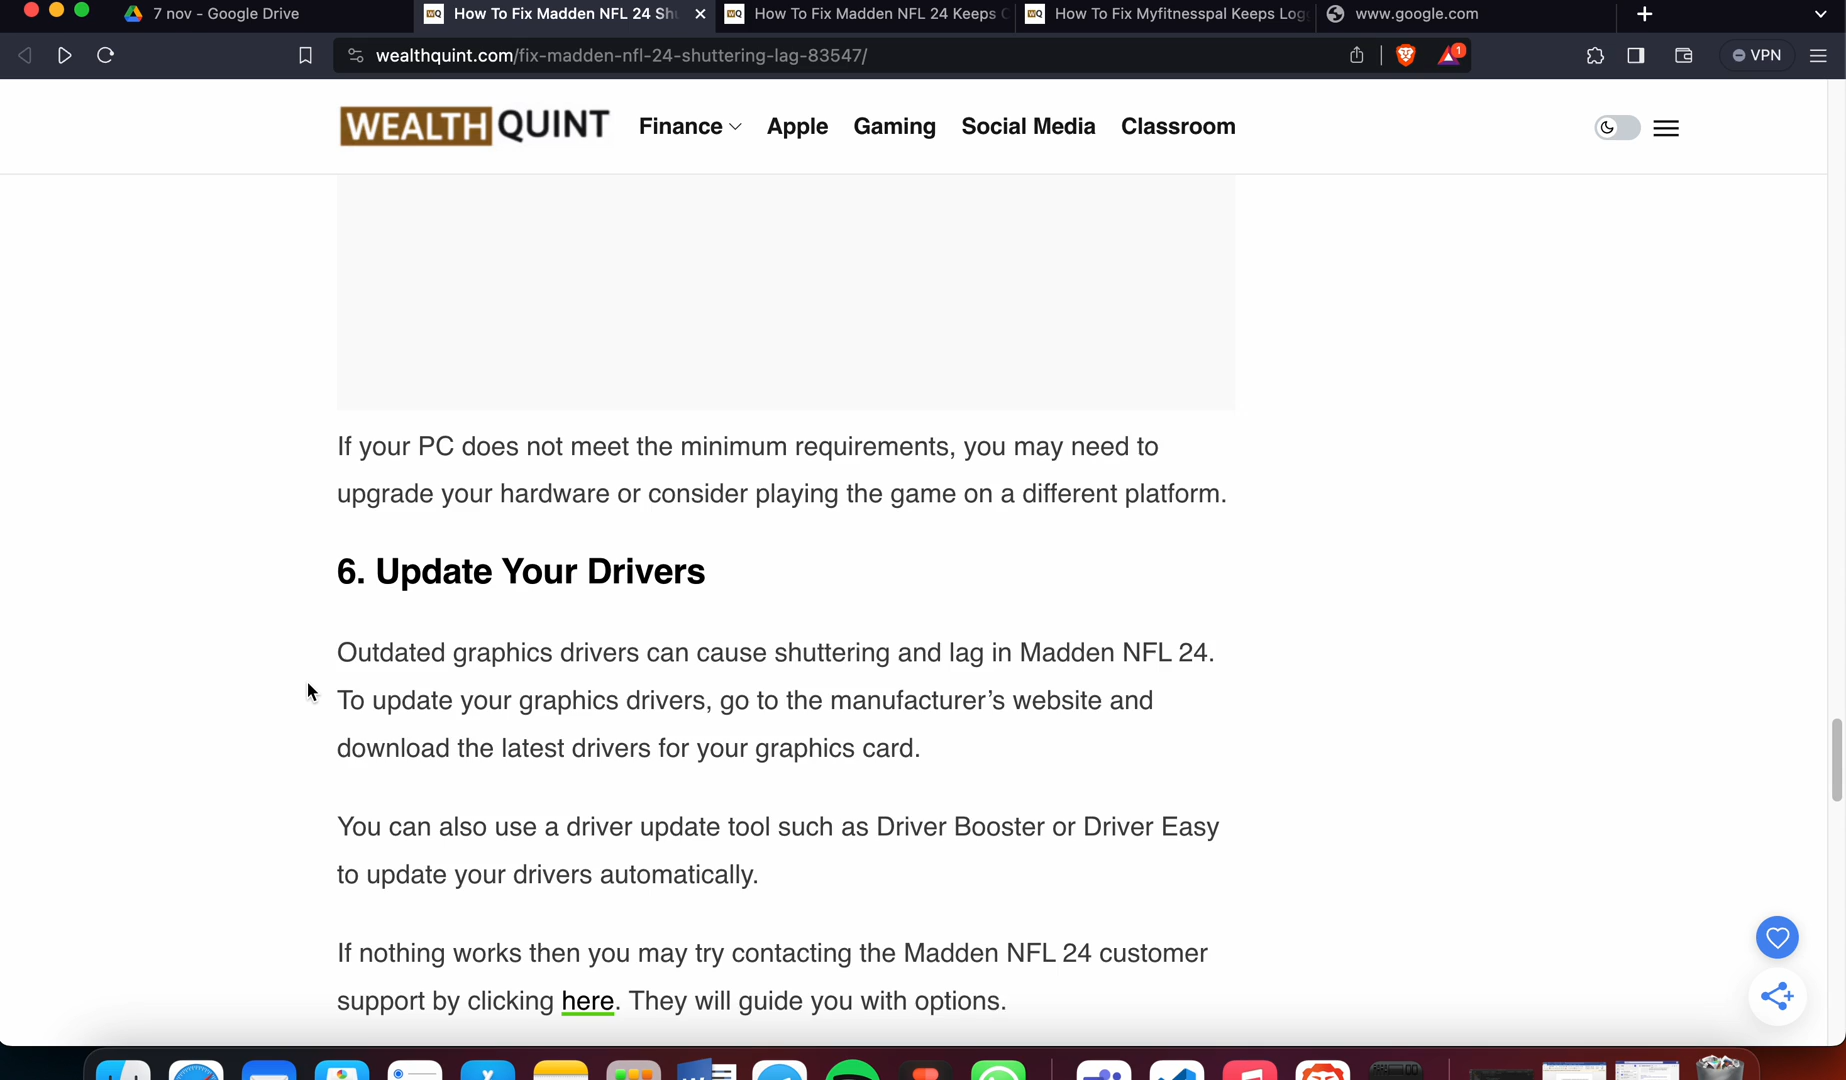 7 nov - Google Drive
How To Fix Madden NFL 24 Sh
How To Fix Madden NFL 24 Keeps
How To Fix Myfitnesspal Keeps Log
www.google.com
wealthquint.com/fix-madden-nfl-24-shuttering-lag-83547/
1
VPN
WEALTH QUINT
Finance
Apple
Gaming
Social Media
Classroom
If your PC does not meet the minimum requirements, you may need to
upgrade your hardware or consider playing the game on a different platform.
6. Update Your Drivers
Outdated graphics drivers can cause shuttering and lag in Madden NFL 24.
To update your graphics drivers, go to the manufacturer's website and
download the latest drivers for your graphics card.
You can also use a driver update tool such as Driver Booster or Driver Easy
to update your drivers automatically.
If nothing works then you may try contacting the Madden NFL 24 customer
support by clicking here. They will guide you with options.